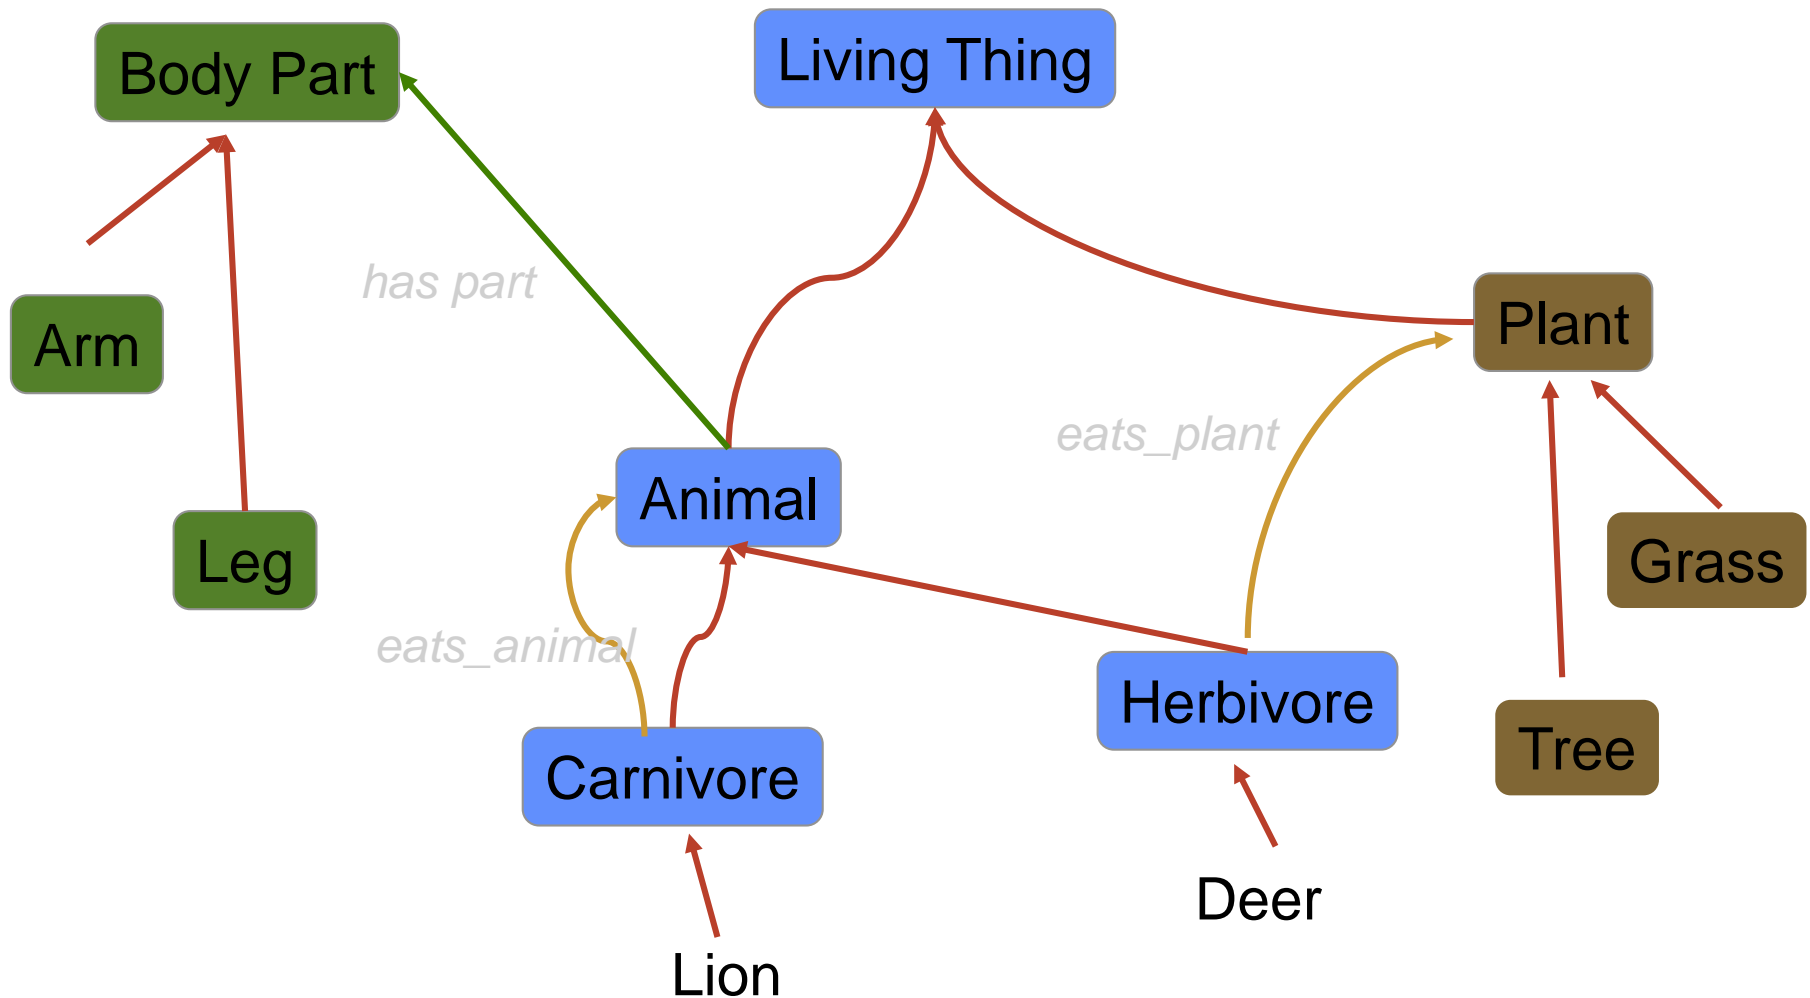 Living Thing
Body Part
has part
Plant
Arm
eats_plant
Animal
Leg
Grass
eats_animal
Herbivore
Tree
Carnivore
Deer
Lion